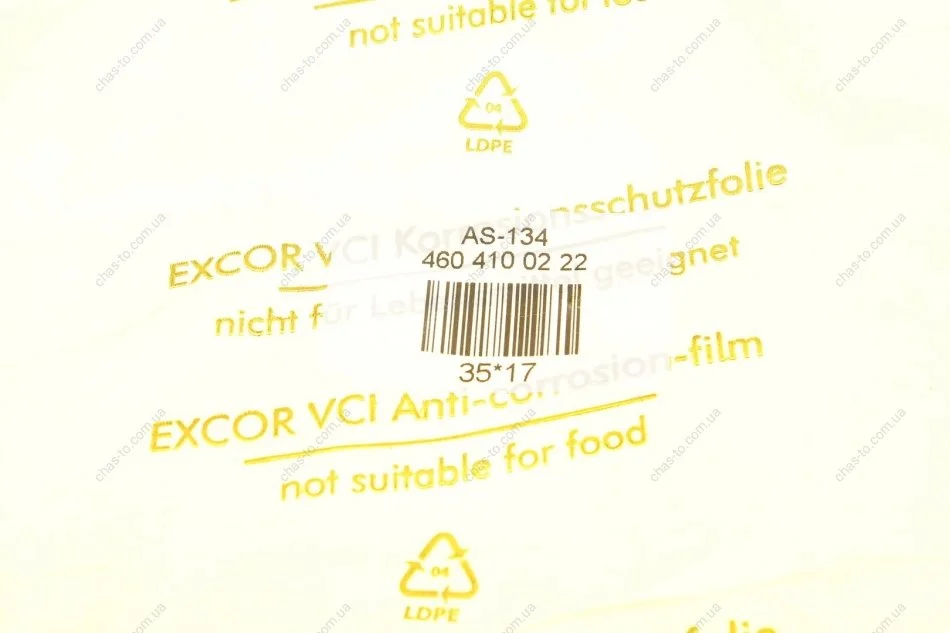 not suitable for
04
LDPE
EXCOR VCI Korrosionsschutzfolie
nicht für Lebensmittel geeignet
AS-134
460 410 02 22
35*17
EXCOR VCI Anti-corrosion-film
not suitable for food
04
LDPE
chas-to.com.ua